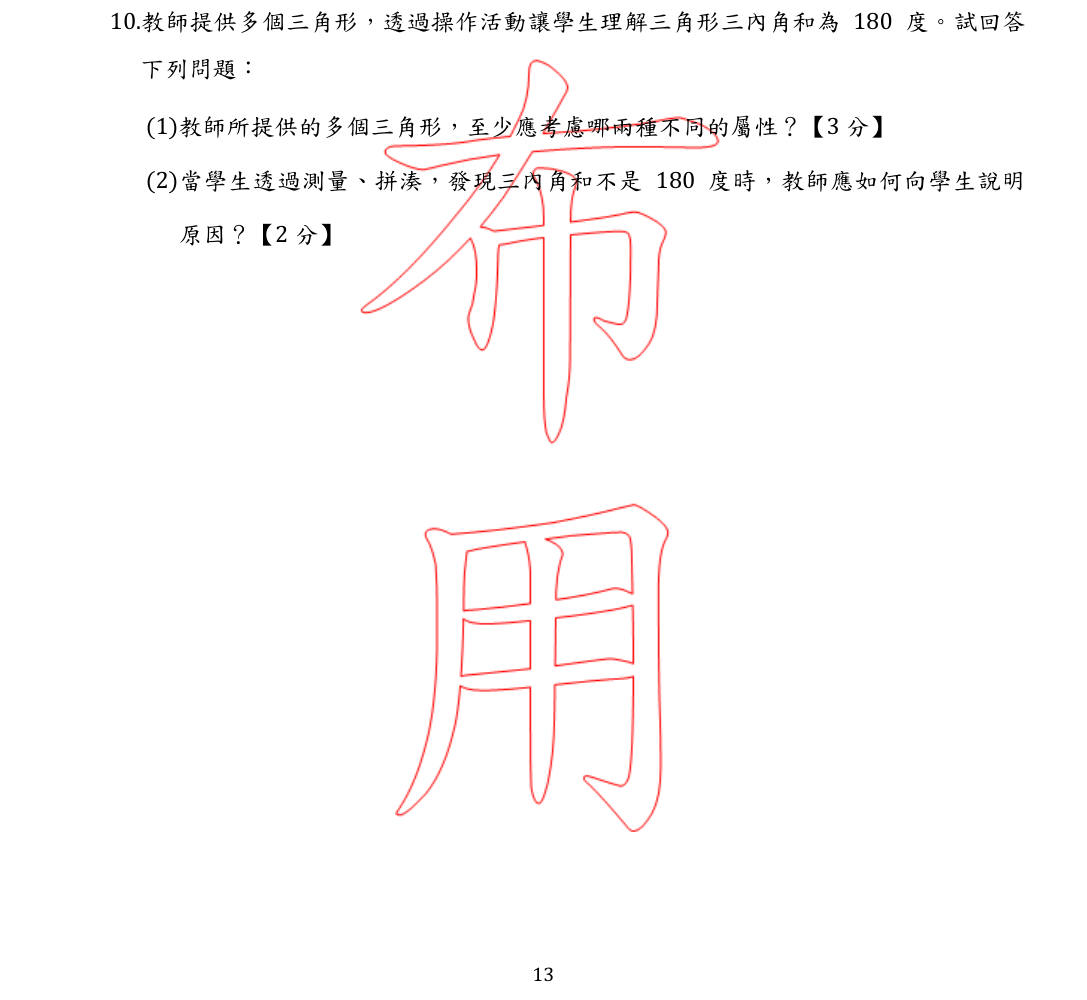 10.教師提供多個三角形，透過操作活動讓學生理解三角形三內角和為 180 度。試回答
下列問題：
(1)教師所提供的多個三角形，至少應考慮哪兩種不同的屬性？【3 分】
(2)當學生透過測量、拼湊，發現三內角和不是 180 度時，教師應如何向學生說明
原因？【2 分】
布
用
13